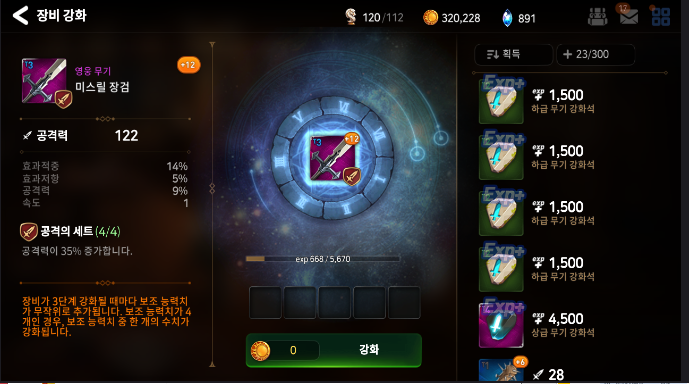 장비 강화
120/112
320,228
891
17
T3
+12
영웅 무기
미스릴 장검
공격력 122
효과적중 14%
효과저항 5%
공격력 9%
속도 1
공격의 세트 (4/4)
공격력이 35% 증가합니다.
장비가 3단계 강화될 때마다 보조 능력치
가 무작위로 추가됩니다. 보조 능력치가 4
개인 경우, 보조 능력치 중 한 개의 수치가
강화됩니다.
T3
+12
exp 668 / 5,670
0
강화
획득
+ 23/300
Exp+
exp 1,500
하급 무기 강화석
Exp+
exp 1,500
하급 무기 강화석
Exp+
exp 1,500
하급 무기 강화석
Exp+
exp 1,500
하급 무기 강화석
Exp+
exp 4,500
상급 무기 강화석
T1
+6
28